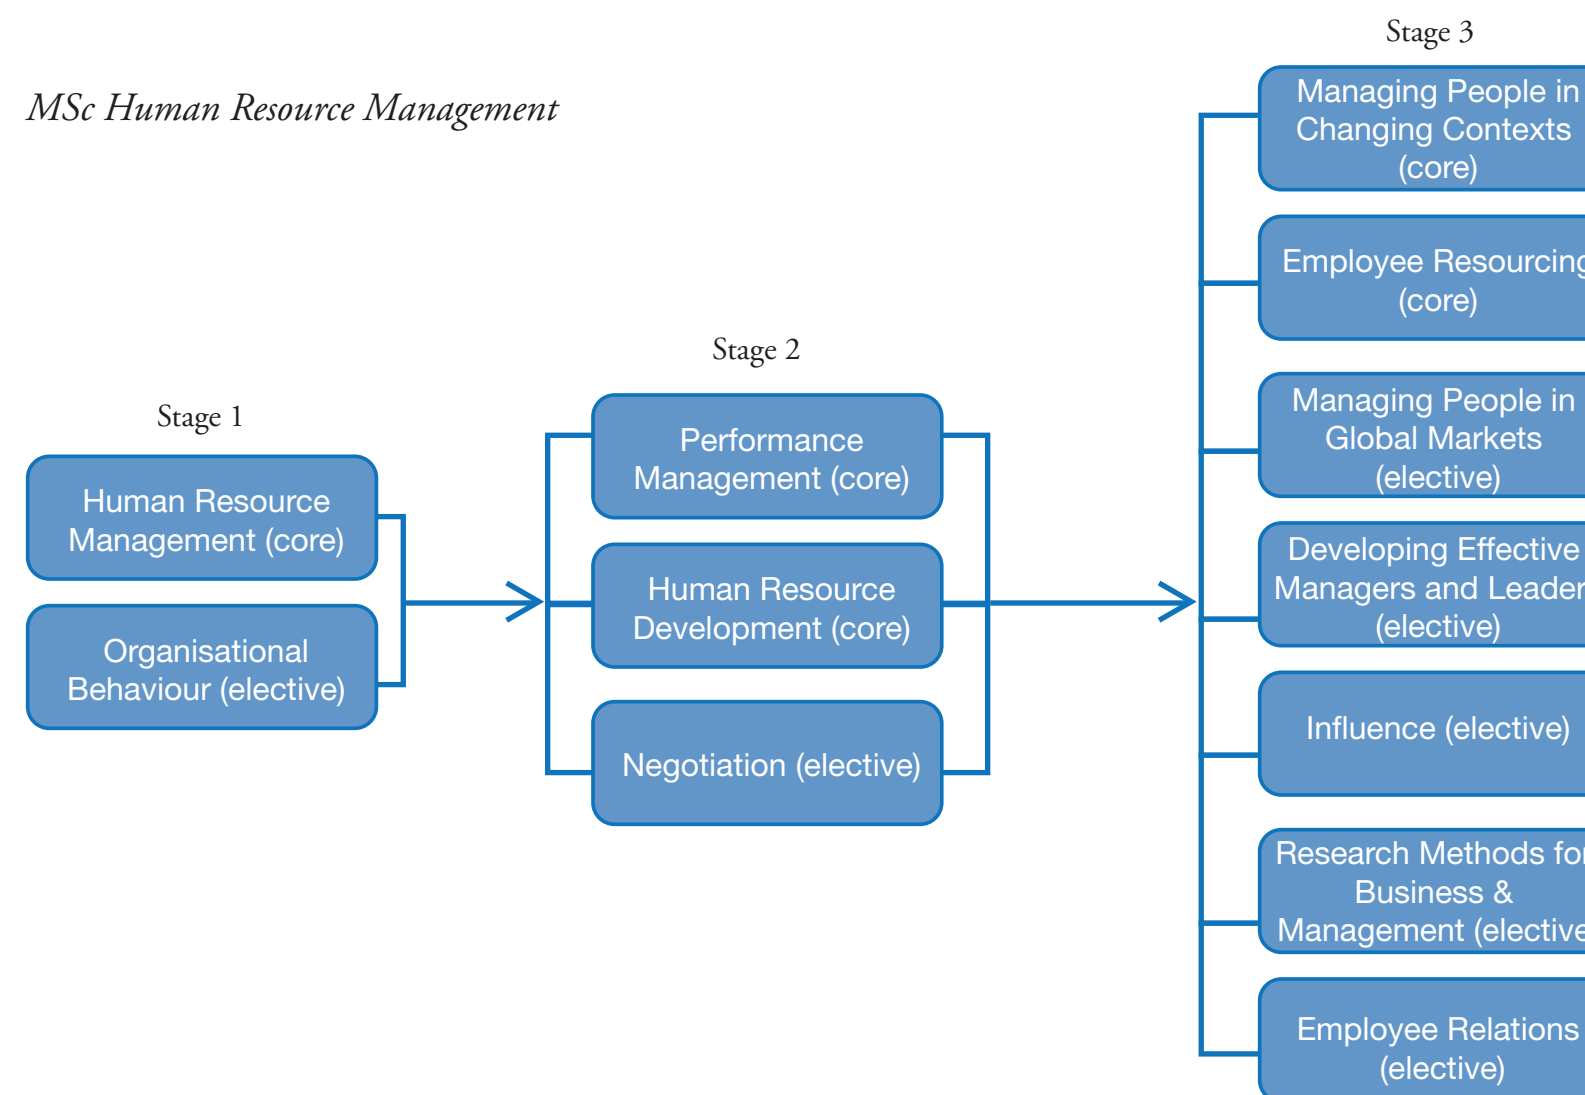 MSc Human Resource Management
Stage 1
Human Resource
Management (core)
Organisational
Behaviour (elective)
Stage 2
Performance
Management (core)
Human Resource
Development (core)
Negotiation (elective)
Stage 3
Managing People in
Changing Contexts
(core)
Employee Resourcing
(core)
Managing People in
Global Markets
(elective)
Developing Effective
Managers and Leader
(elective)
Influence (elective)
Research Methods for
Business &
Management (elective
Employee Relations
(elective)